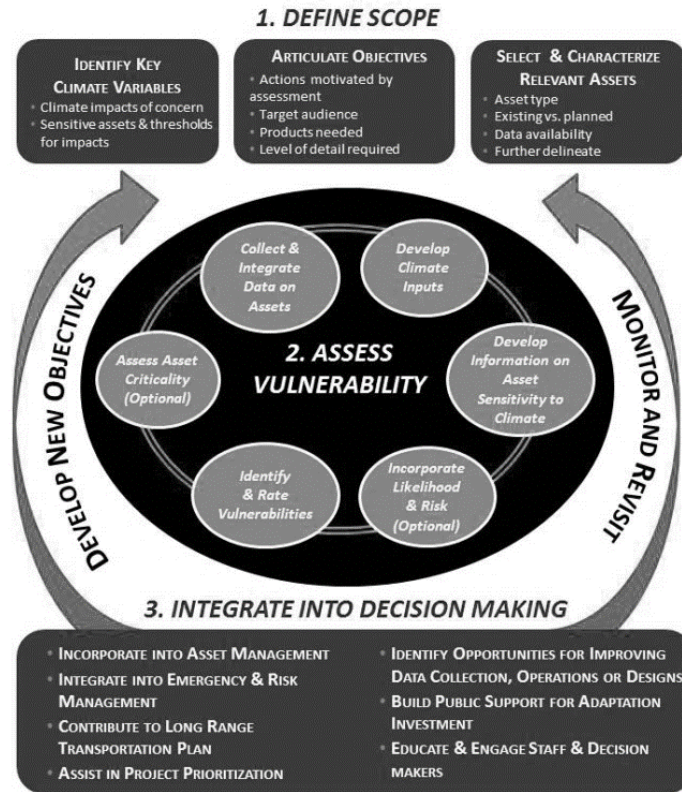 1. DEFINE SCOPE
IDENTIFY KEY
CLIMATE VARIABLES
• Climate impacts of concern
• Sensitive assets & thresholds
for impacts
ARTICULATE OBJECTIVES
• Actions motivated by
assessment
• Target audience
• Products needed
• Level of detail required
SELECT & CHARACTERIZE
RELEVANT ASSETS
• Asset type
• Existing vs. planned
• Data availability
• Further delineate
DEVELOP NEW OBJECTIVES
Collect &
Integrate
Data on
Assets
Develop
Climate
Inputs
Assess Asset
Criticality
(Optional)
2. ASSESS
VULNERABILITY
Develop
Information on
Asset
Sensitivity to
Climate
Identify
& Rate
Vulnerabilities
Incorporate
Likelihood
& Risk
(Optional)
MONITOR AND REVISIT
3. INTEGRATE INTO DECISION MAKING
• INCORPORATE INTO ASSET MANAGEMENT
• INTEGRATE INTO EMERGENCY & RISK
MANAGEMENT
• CONTRIBUTE TO LONG RANGE
TRANSPORTATION PLAN
• ASSIST IN PROJECT PRIORITIZATION
• IDENTIFY OPPORTUNITIES FOR IMPROVING
DATA COLLECTION, OPERATIONS OR DESIGNS
• BUILD PUBLIC SUPPORT FOR ADAPTATION
INVESTMENT
• EDUCATE & ENGAGE STAFF & DECISION
MAKERS